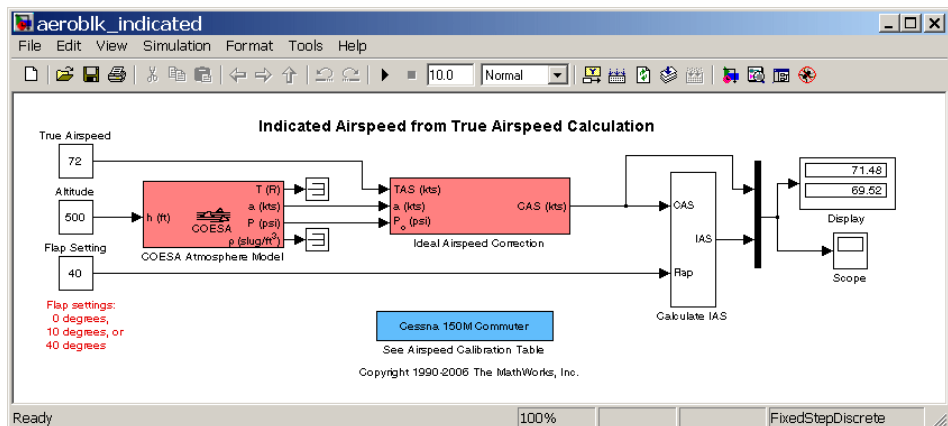 aeroblk_indicated
File Edit View Simulation Format Tools Help
10.0 Normal
Indicated Airspeed from True Airspeed Calculation
True Airspeed
72
Altitude
500
Flap Setting
40
Flap settings:
0 degrees,
10 degrees, or
40 degrees
h (ft)
COESA
T (R)
a (kts)
P (psi)
ρ (slug/ft³)
COESA Atmosphere Model
TAS (kts)
a (kts)
P₀ (psi)
CAS (kts)
Ideal Airspeed Correction
CAS
IAS
Flap
Calculate IAS
71.48
69.52
Display
Scope
Cessna 150M Commuter
See Airspeed Calibration Table
Copyright 1990-2006 The MathWorks, Inc.
Ready 100% FixedStepDiscrete